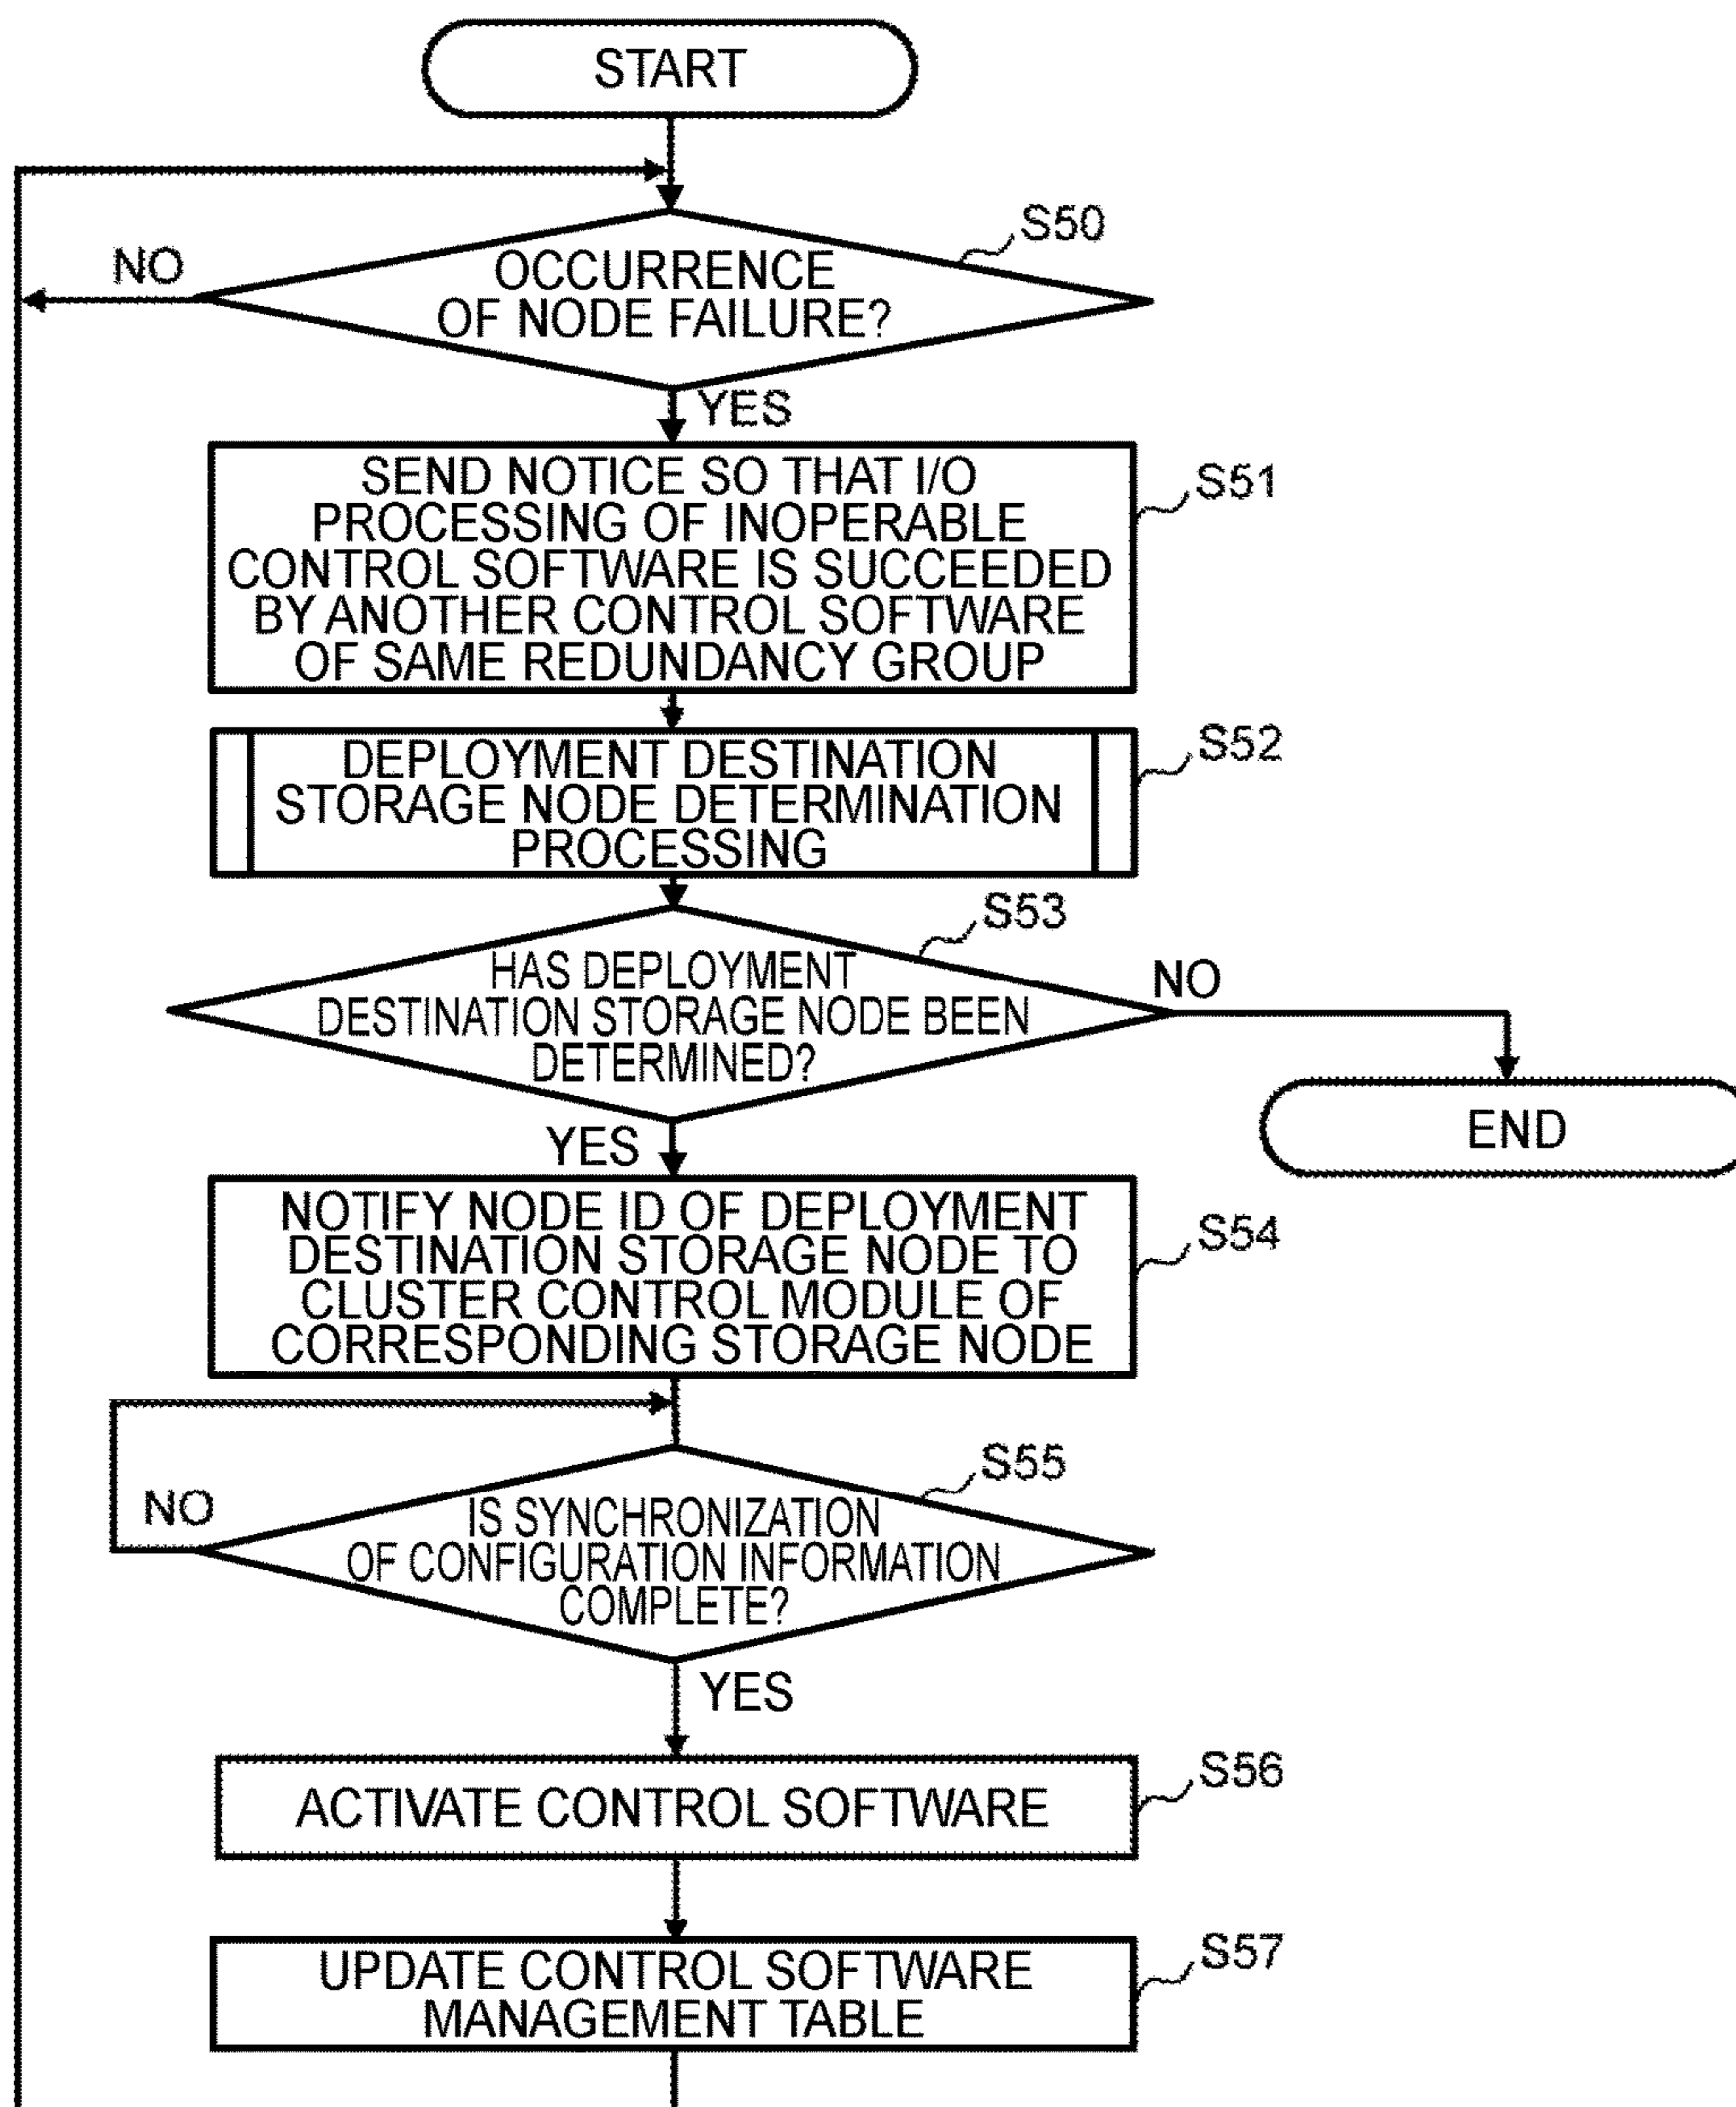 START
S50
NO
OCCURRENCE
OF NODE FAILURE?
YES
SEND NOTICE SO THAT I/O
PROCESSING OF INOPERABLE
CONTROL SOFTWARE IS SUCCEEDED
BY ANOTHER CONTROL SOFTWARE
OF SAME REDUNDANCY GROUP
S51
DEPLOYMENT DESTINATION
STORAGE NODE DETERMINATION
PROCESSING
S52
S53
HAS DEPLOYMENT
DESTINATION STORAGE NODE BEEN
DETERMINED?
NO
END
YES
NOTIFY NODE ID OF DEPLOYMENT
DESTINATION STORAGE NODE TO
CLUSTER CONTROL MODULE OF
CORRESPONDING STORAGE NODE
S54
S55
NO
IS SYNCHRONIZATION
OF CONFIGURATION INFORMATION
COMPLETE?
YES
ACTIVATE CONTROL SOFTWARE
S56
UPDATE CONTROL SOFTWARE
MANAGEMENT TABLE
S57